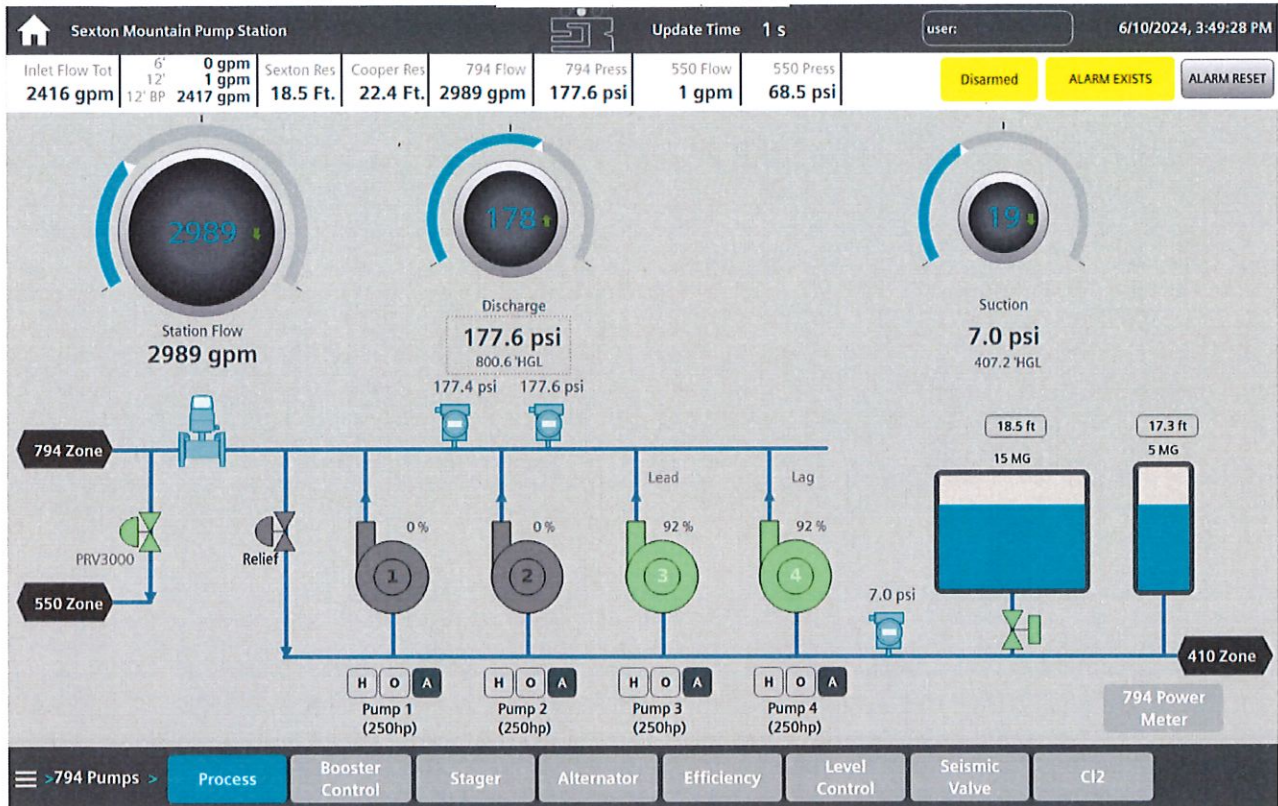 Sexton Mountain Pump Station
Update Time 1 s
user:
6/10/2024, 3:49:28 PM
Inlet Flow Tot
2416 gpm
6' 0 gpm
12' 1 gpm
12' BP 2417 gpm
Sexton Res
18.5 Ft.
Cooper Res
22.4 Ft.
794 Flow
2989 gpm
794 Press
177.6 psi
550 Flow
1 gpm
550 Press
68.5 psi
Disarmed
ALARM EXISTS
ALARM RESET
2989
Station Flow
2989 gpm
178
Discharge
177.6 psi
800.6 'HGL
177.4 psi 177.6 psi
19
Suction
7.0 psi
407.2 'HGL
18.5 ft
15 MG
17.3 ft
5 MG
794 Zone
Lead
Lag
0 %
0 %
92 %
92 %
PRV3000
Relief
1
2
3
4
550 Zone
7.0 psi
410 Zone
H O A
Pump 1
(250hp)
H O A
Pump 2
(250hp)
H O A
Pump 3
(250hp)
H O A
Pump 4
(250hp)
794 Power
Meter
>794 Pumps >
Process
Booster
Control
Stager
Alternator
Efficiency
Level
Control
Seismic
Valve
Cl2